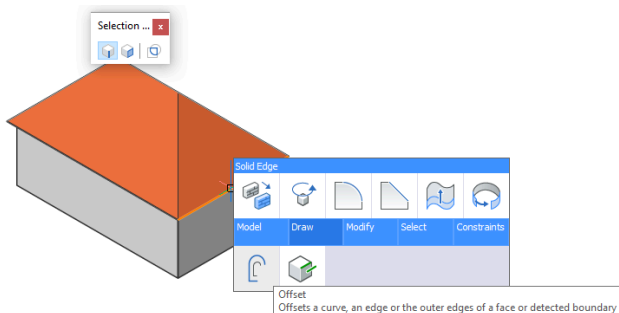 Selection ... x
Solid Edge
Model Draw Modify Select Constraints
Offset
Offsets a curve, an edge or the outer edges of a face or detected boundary